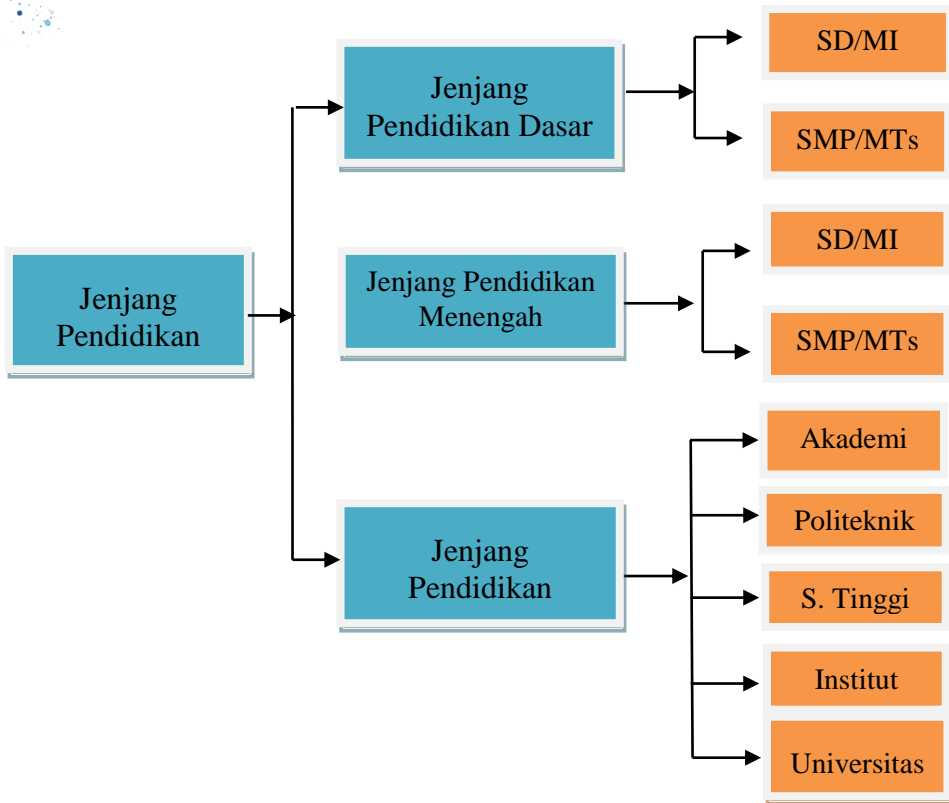 Jenjang
Pendidikan
Jenjang
Pendidikan Dasar
SD/MI
SMP/MTs
Jenjang Pendidikan
Menengah
SD/MI
SMP/MTs
Jenjang
Pendidikan
Akademi
Politeknik
S. Tinggi
Institut
Universitas